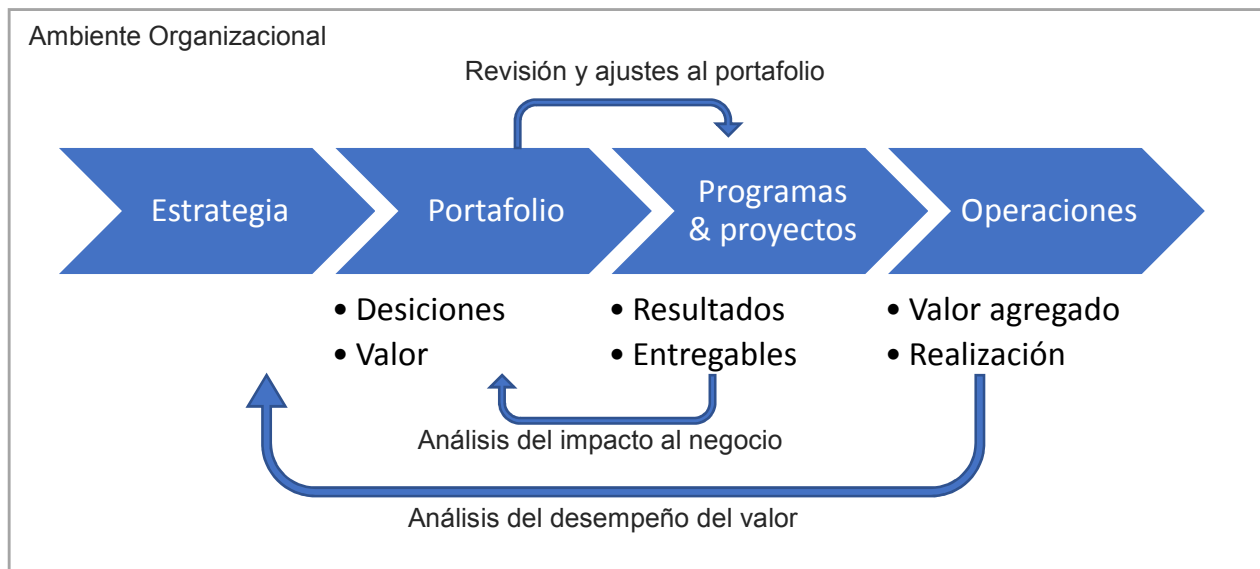 Ambiente Organizacional
Revisión y ajustes al portafolio
Estrategia
Portafolio
Programas
& proyectos
Operaciones
• Desiciones
• Valor
• Resultados
• Entregables
• Valor agregado
• Realización
Análisis del impacto al negocio
Análisis del desempeño del valor